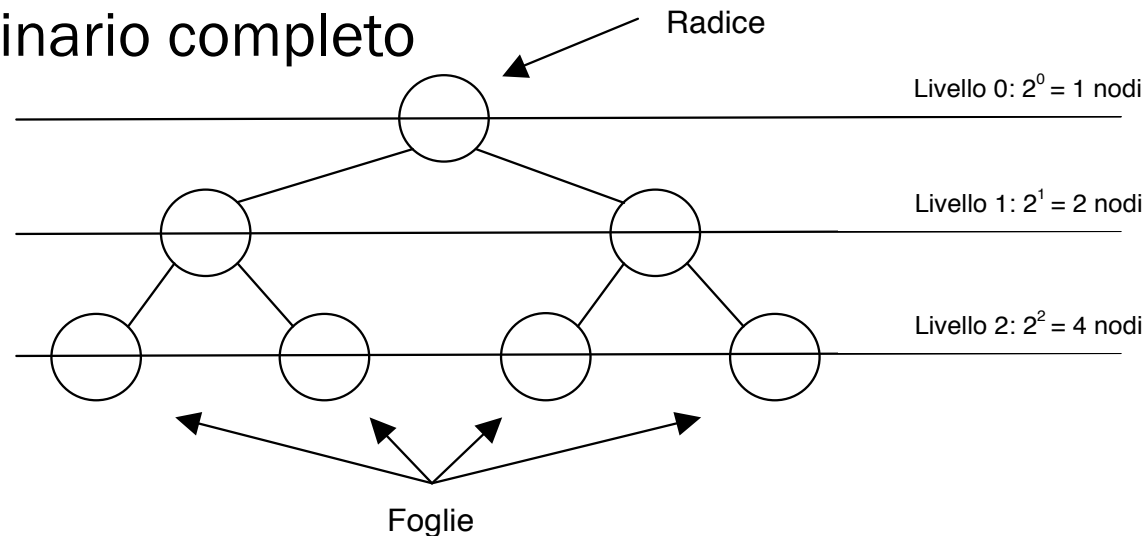 inario completo
Radice
Livello 0: 2⁰ = 1 nodi
Livello 1: 2¹ = 2 nodi
Livello 2: 2² = 4 nodi
Foglie